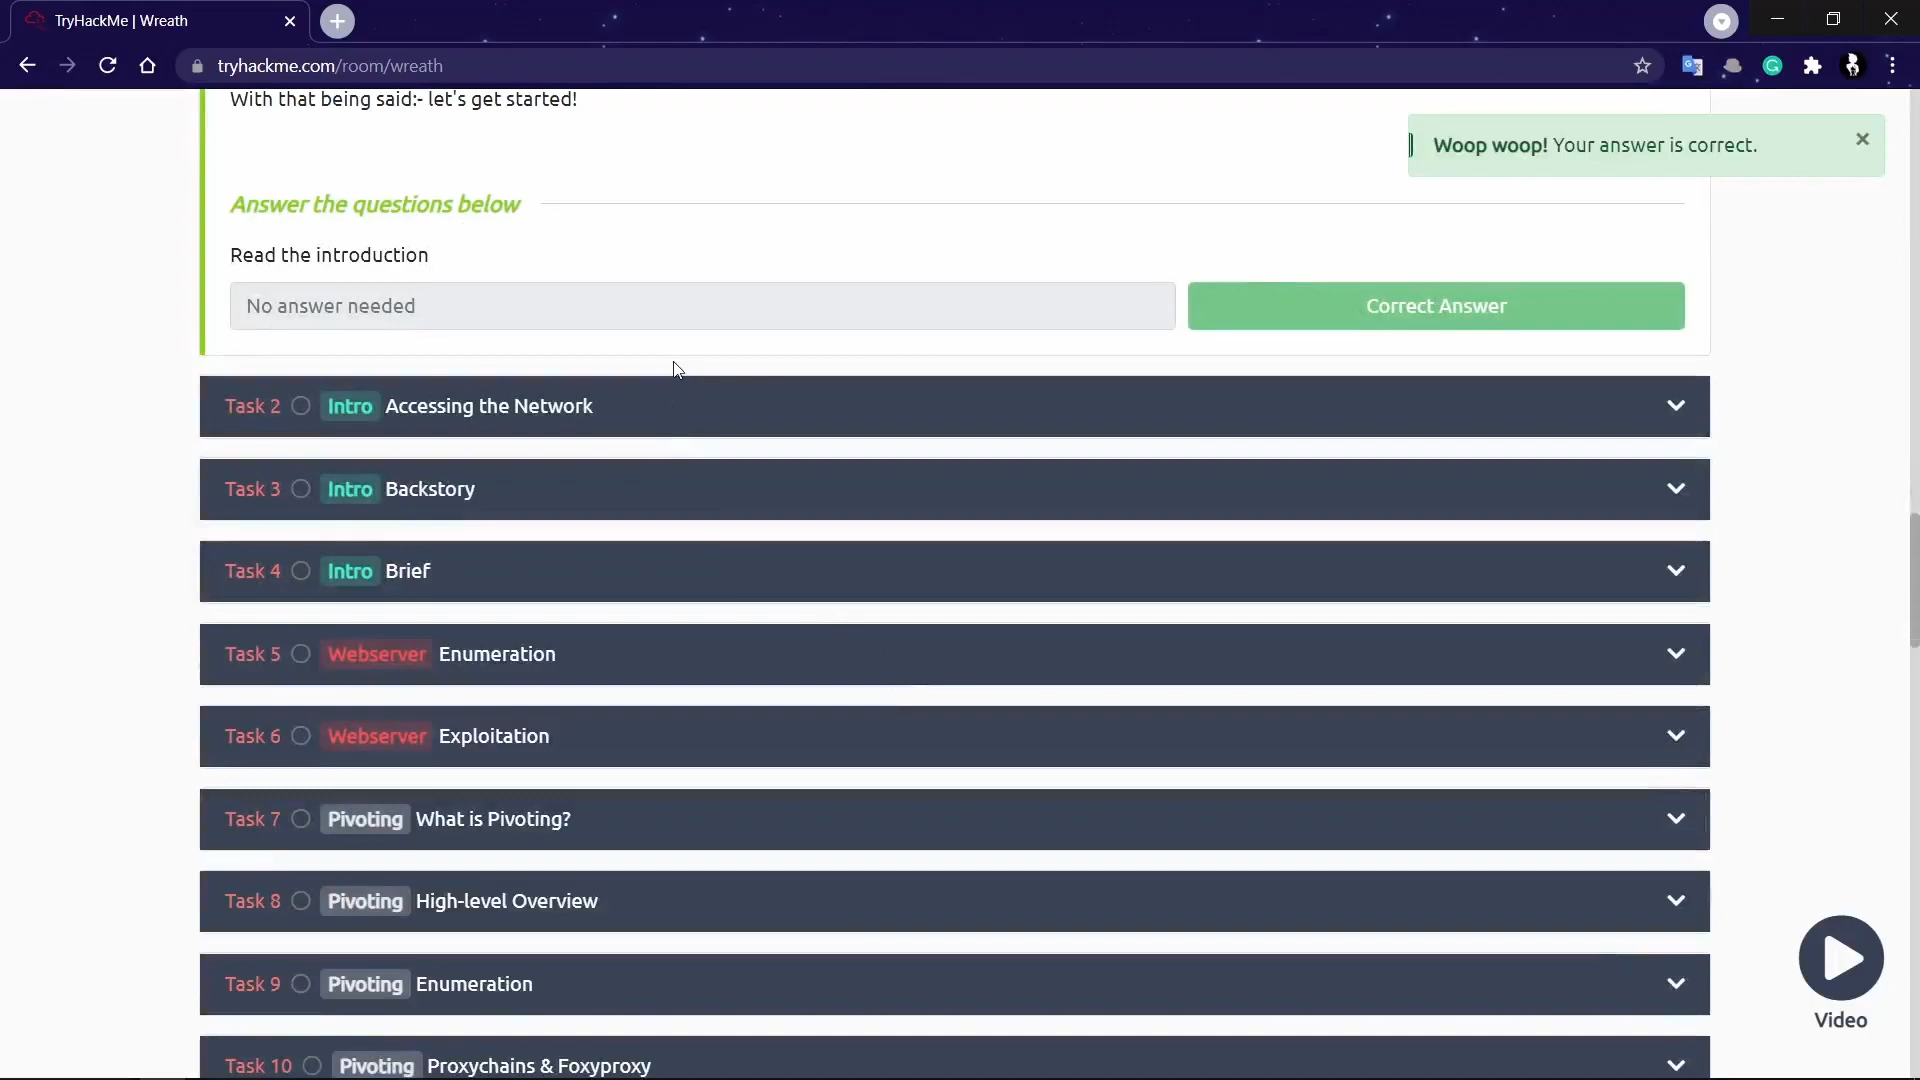 TryHackMe | Wreath
tryhackme.com/room/wreath
With that being said:- let's get started!
Woop woop! Your answer is correct.
Answer the questions below
Read the introduction
No answer needed
Correct Answer
Task 2 Intro Accessing the Network
Task 3 Intro Backstory
Task 4 Intro Brief
Task 5 Webserver Enumeration
Task 6 Webserver Exploitation
Task 7 Pivoting What is Pivoting?
Task 8 Pivoting High-level Overview
Task 9 Pivoting Enumeration
Video
Task 10 Pivoting Proxychains & Foxyproxy